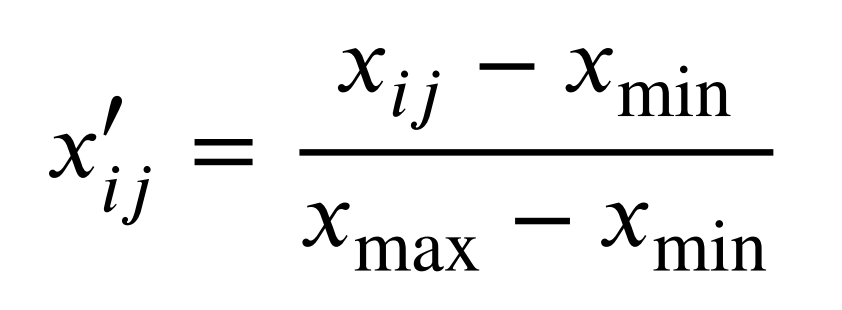 x′ij = (xij − xmin) / (xmax − xmin)